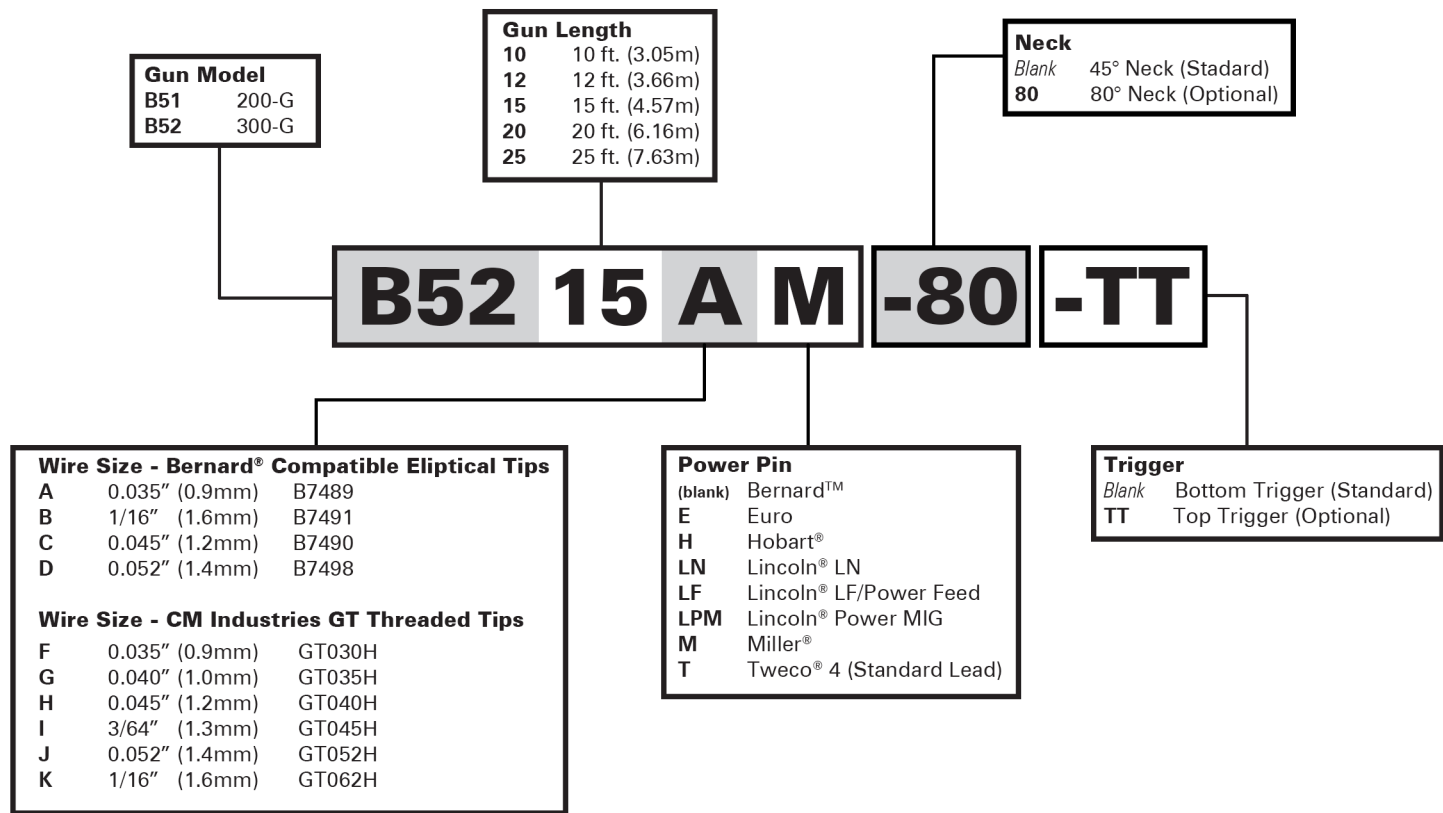 Gun Model
B51 200-G
B52 300-G
Gun Length
10 10 ft. (3.05m)
12 12 ft. (3.66m)
15 15 ft. (4.57m)
20 20 ft. (6.16m)
25 25 ft. (7.63m)
Neck
Blank 45° Neck (Stadard)
80 80° Neck (Optional)
B52 15 A M -80 -TT
Wire Size - Bernard® Compatible Eliptical Tips
A 0.035” (0.9mm) B7489
B 1/16” (1.6mm) B7491
C 0.045” (1.2mm) B7490
D 0.052” (1.4mm) B7498
Wire Size - CM Industries GT Threaded Tips
F 0.035” (0.9mm) GT030H
G 0.040” (1.0mm) GT035H
H 0.045” (1.2mm) GT040H
I 3/64” (1.3mm) GT045H
J 0.052” (1.4mm) GT052H
K 1/16” (1.6mm) GT062H
Power Pin
(blank) Bernard™
E Euro
H Hobart®
LN Lincoln® LN
LF Lincoln® LF/Power Feed
LPM Lincoln® Power MIG
M Miller®
T Tweco® 4 (Standard Lead)
Trigger
Blank Bottom Trigger (Standard)
TT Top Trigger (Optional)